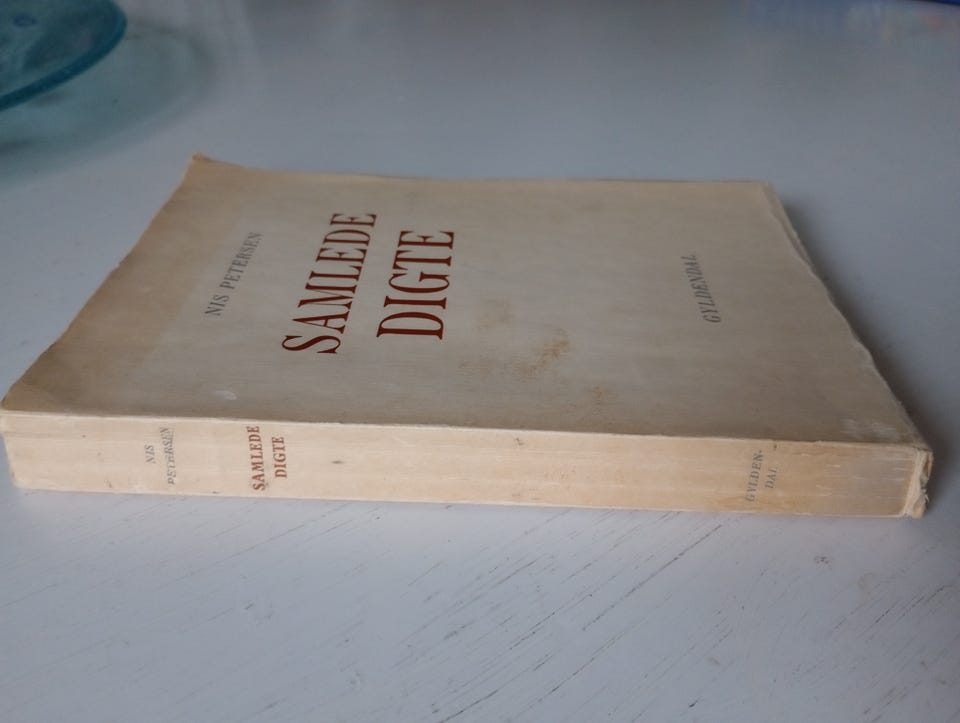 NIS PETERSEN
SAMLEDE
DIGTE
GYLDENDAL
NIS
PETERSEN
SAMLEDE
DIGTE
GYLDEN-
DAL